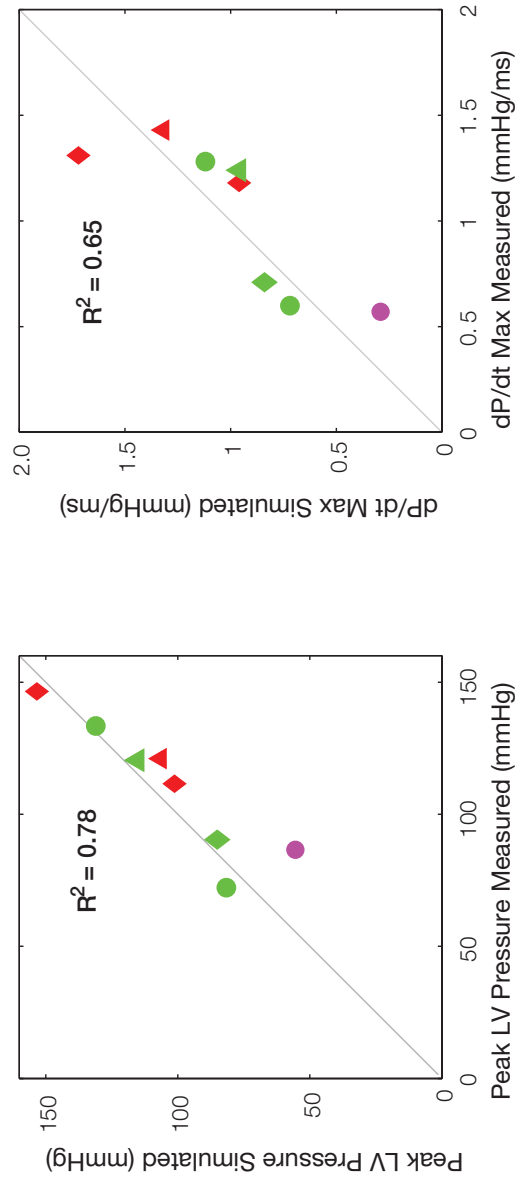 2.0
1.5
1
0.5
dP/dt Max Simulated (mmHg/ms)
R² = 0.65
0
0.5
1
1.5
2
dP/dt Max Measured (mmHg/ms)
150
100
50
Peak LV Pressure Simulated (mmHg)
R² = 0.78
0
50
100
150
Peak LV Pressure Measured (mmHg)